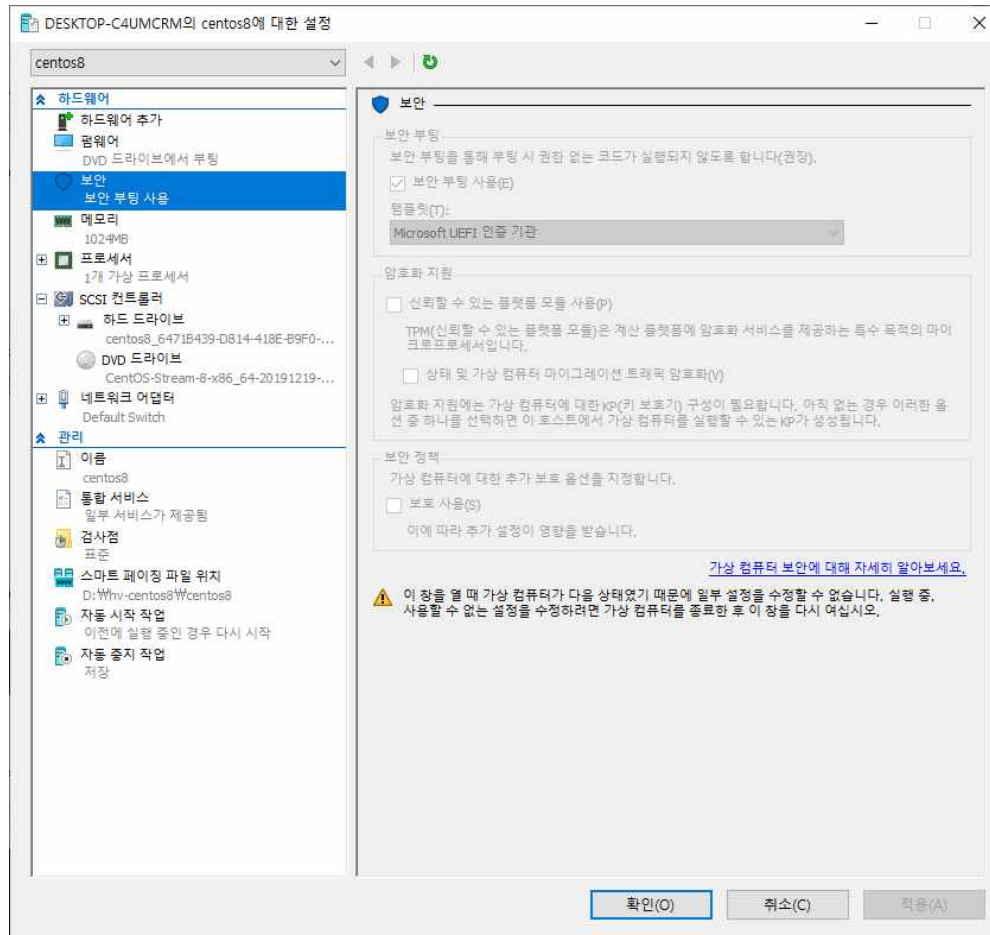 DESKTOP-C4UMCRM의 centos8에 대한 설정
centos8
하드웨어
하드웨어 추가
펌웨어
DVD 드라이브에서 부팅
보안
보안 부팅 사용
메모리
1024MB
프로세서
1개 가상 프로세서
SCSI 컨트롤러
하드 드라이브
centos8_6471B439-D814-418E-B9F0-...
DVD 드라이브
CentOS-Stream-8-x86_64-20191219-...
네트워크 어댑터
Default Switch
관리
이름
centos8
통합 서비스
일부 서비스가 제공됨
검사점
표준
스마트 페이징 파일 위치
D:₩hv-centos8₩centos8
자동 시작 작업
이전에 실행 중인 경우 다시 시작
자동 중지 작업
저장
보안
보안 부팅
보안 부팅을 통해 부팅 시 권한 없는 코드가 실행되지 않도록 합니다(권장).
보안 부팅 사용(E)
템플릿(T):
Microsoft UEFI 인증 기관
암호화 지원
신뢰할 수 있는 플랫폼 모듈 사용(P)
TPM(신뢰할 수 있는 플랫폼 모듈)은 계산 플랫폼에 암호화 서비스를 제공하는 특수 목적의 마이
크로프로세서입니다.
상태 및 가상 컴퓨터 마이그레이션 트래픽 암호화(V)
암호화 지원에는 가상 컴퓨터에 대한 KP(키 보호기) 구성이 필요합니다. 아직 없는 경우 이러한 옵
션 중 하나를 선택하면 이 호스트에서 가상 컴퓨터를 실행할 수 있는 KP가 생성됩니다.
보안 정책
가상 컴퓨터에 대한 추가 보호 옵션을 지정합니다.
보호 사용(S)
이에 따라 추가 설정이 영향을 받습니다.
가상 컴퓨터 보안에 대해 자세히 알아보세요.
이 창을 열 때 가상 컴퓨터가 다음 상태였기 때문에 일부 설정을 수정할 수 없습니다. 실행 중.
사용할 수 없는 설정을 수정하려면 가상 컴퓨터를 종료한 후 이 창을 다시 여십시오.
확인(O)
취소(C)
적용(A)